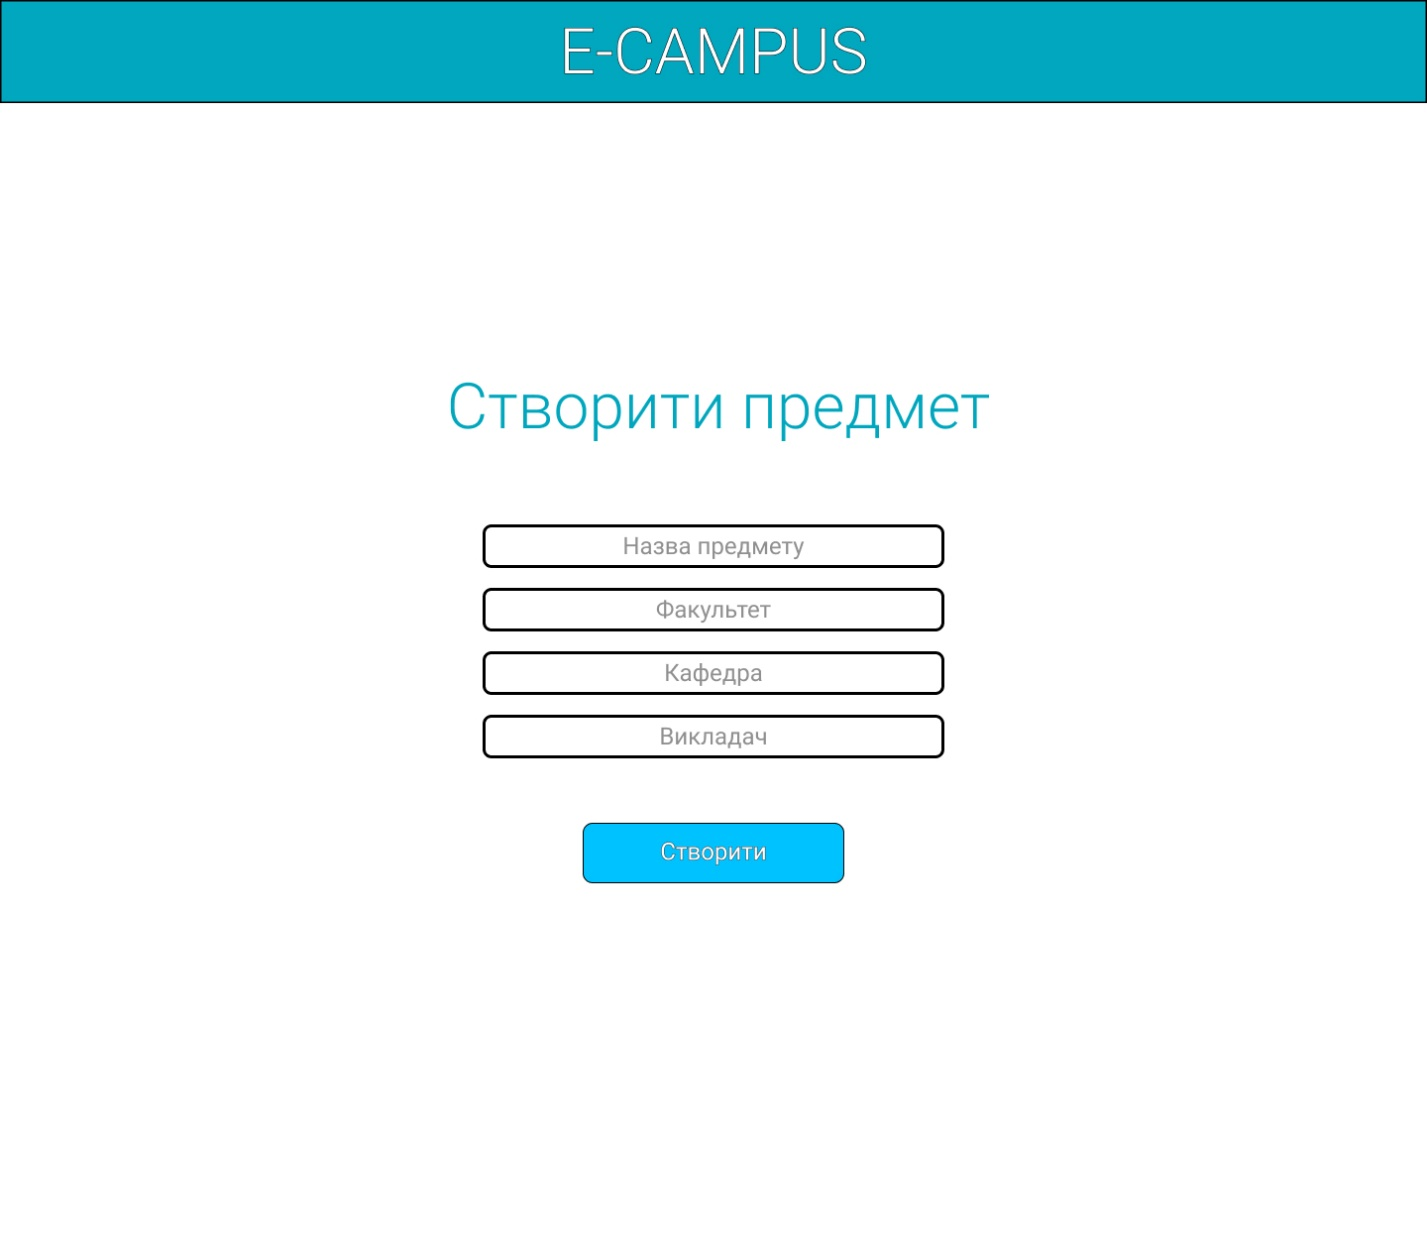 E-CAMPUS
Створити предмет
Назва предмету
Факультет
Кафедра
Викладач
Створити